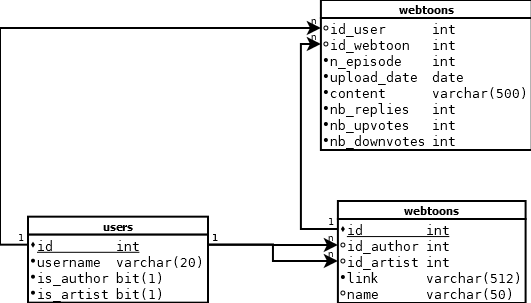 webtoons
n
id_user int
n
id_webtoon int
n_episode int
upload_date date
content varchar(500)
nb_replies int
nb_upvotes int
nb_downvotes int
users
1
id int
1
username varchar(20)
is_author bit(1)
is_artist bit(1)
webtoons
1
id int
n
id_author int
n
id_artist int
link varchar(512)
name varchar(50)